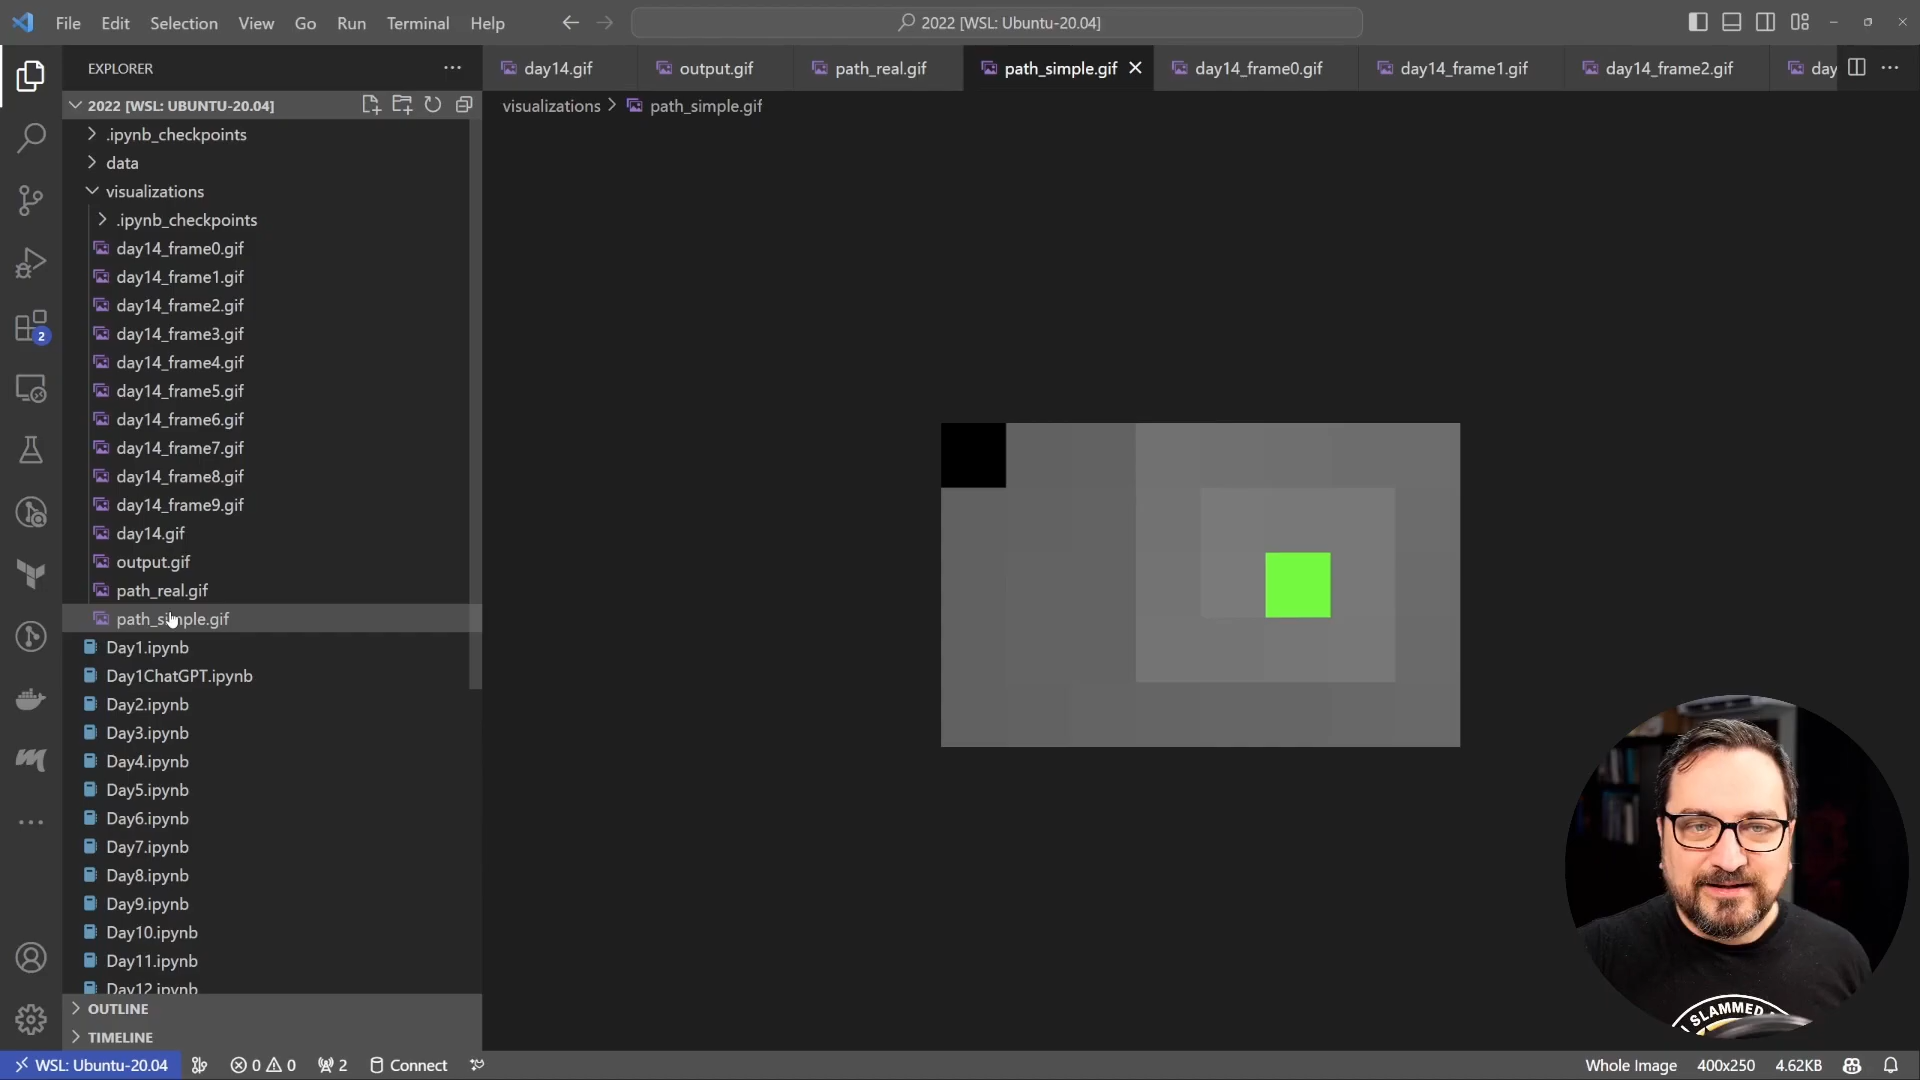 File Edit Selection View Go Run Terminal Help
2022 [WSL: Ubuntu-20.04]
EXPLORER
day14.gif
output.gif
path_real.gif
path_simple.gif
day14_frame0.gif
day14_frame1.gif
day14_frame2.gif
day
2022 [WSL: UBUNTU-20.04]
visualizations > path_simple.gif
.ipynb_checkpoints
data
visualizations
.ipynb_checkpoints
day14_frame0.gif
day14_frame1.gif
day14_frame2.gif
day14_frame3.gif
day14_frame4.gif
day14_frame5.gif
day14_frame6.gif
day14_frame7.gif
day14_frame8.gif
day14_frame9.gif
day14.gif
output.gif
path_real.gif
path_simple.gif
Day1.ipynb
Day1ChatGPT.ipynb
Day2.ipynb
Day3.ipynb
Day4.ipynb
Day5.ipynb
Day6.ipynb
Day7.ipynb
Day8.ipynb
Day9.ipynb
Day10.ipynb
Day11.ipynb
Day12.ipynb
OUTLINE
TIMELINE
2
SLAMMED
WSL: Ubuntu-20.04
0 0
2
Connect
Whole Image
400x250
4.62KB